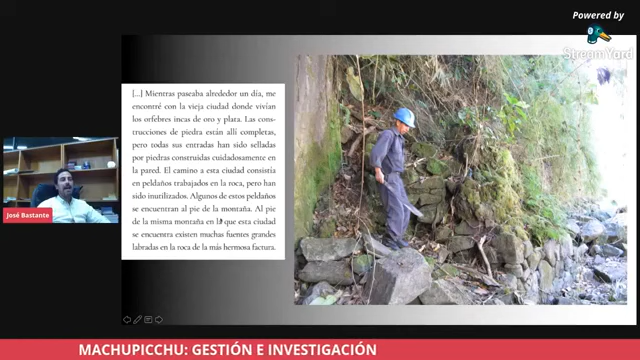 Powered by
StreamYard
[...] Mientras paseaba alrededor un día, me
encontré con la vieja ciudad donde vivían
los orfebres incas de oro y plata. Las cons-
trucciones de piedra están allí completas,
pero todas sus entradas han sido selladas
por piedras construidas cuidadosamente en
la pared. El camino a esta ciudad consistía
en peldaños trabajados en la roca, pero han
sido inutilizados. Algunos de estos peldaños
se encuentran al pie de la montaña. Al pie
de la misma montaña en la que esta ciudad
se encuentra existen muchas fuentes grandes
labradas en la roca de la más hermosa factura.
José Bastante
MACHUPICCHU: GESTIÓN E INVESTIGACIÓN